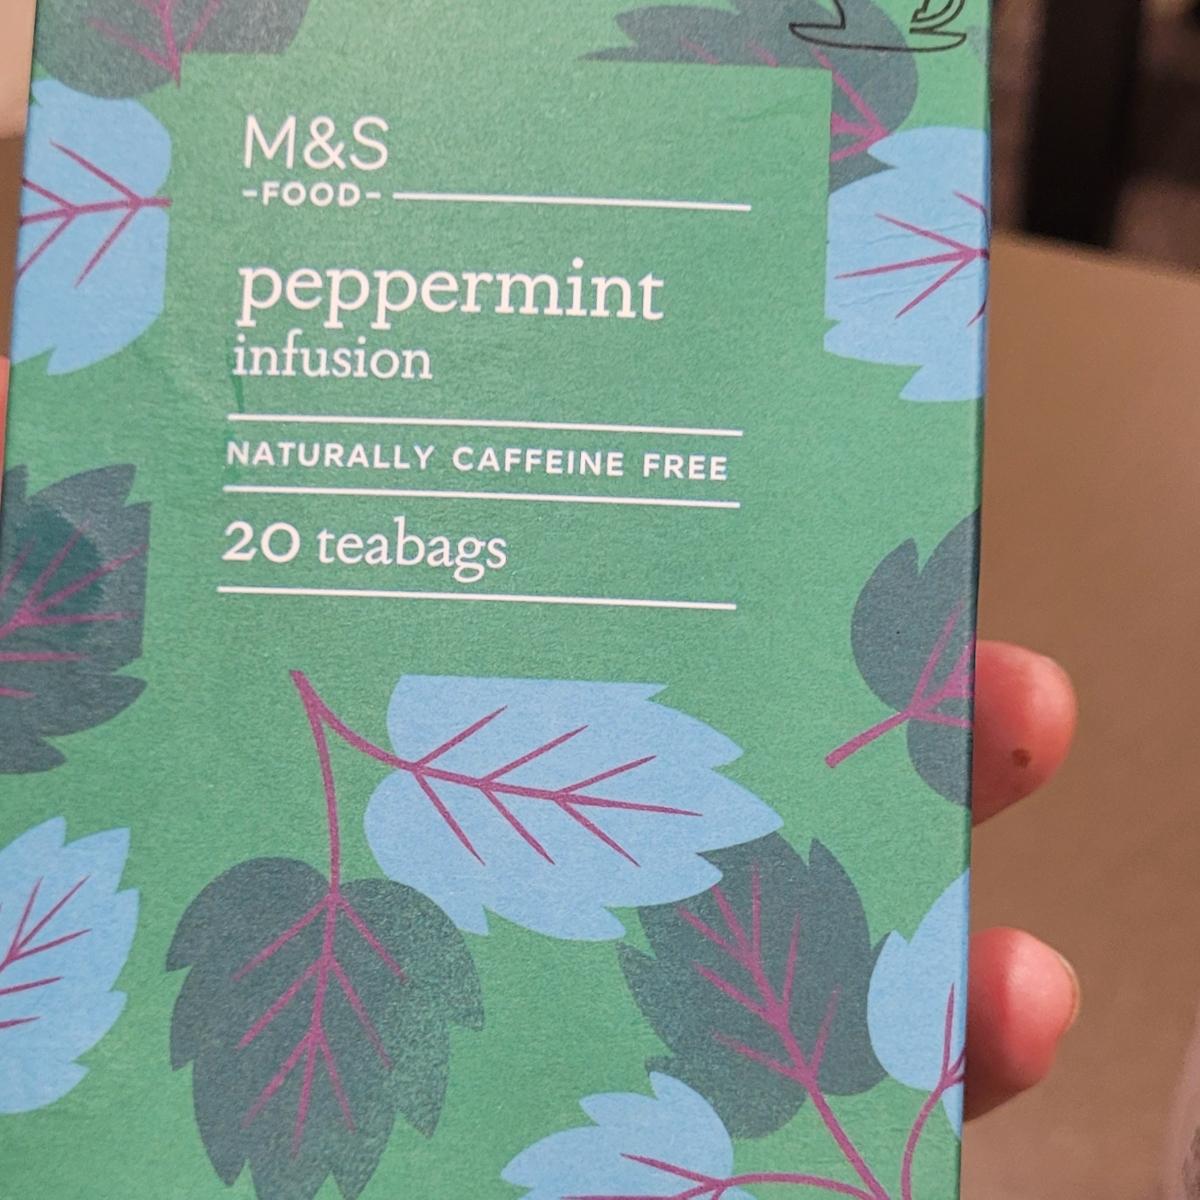 M&S
-FOOD-
peppermint
infusion
NATURALLY CAFFEINE FREE
20 teabags